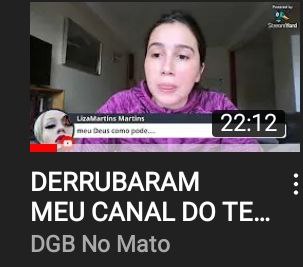 Powered by
StreamYard
LizaMartins Martins
meu Deus como pode....
22:12
DERRUBARAM
MEU CANAL DO TE...
DGB No Mato